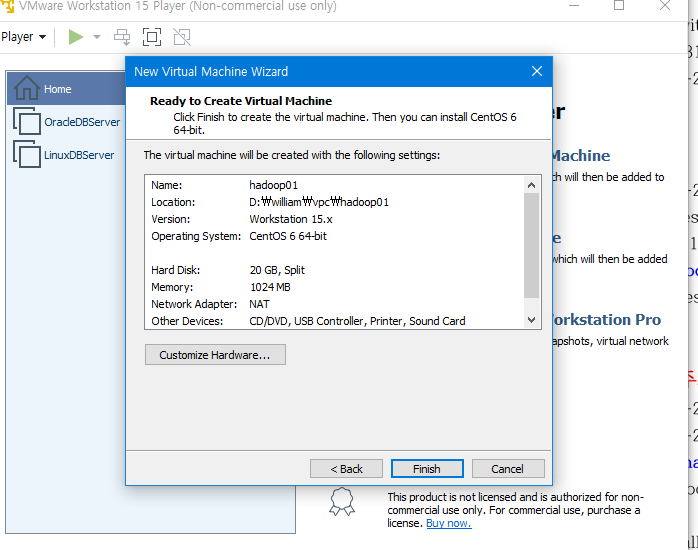 VMware Workstation 15 Player (Non-commercial use only)
Player
Home
OracleDBServer
LinuxDBServer
New Virtual Machine Wizard
Ready to Create Virtual Machine
Click Finish to create the virtual machine. Then you can install CentOS 6
64-bit.
The virtual machine will be created with the following settings:
Name: hadoop01
Location: D:₩william₩vpc₩hadoop01
Version: Workstation 15.x
Operating System: CentOS 6 64-bit
Hard Disk: 20 GB, Split
Memory: 1024 MB
Network Adapter: NAT
Other Devices: CD/DVD, USB Controller, Printer, Sound Card
Customize Hardware...
< Back
Finish
Cancel
Machine
will then be added to
which will then be added
Workstation Pro
snapshots, virtual network
This product is not licensed and is authorized for non-
commercial use only. For commercial use, purchase a
license. Buy now.